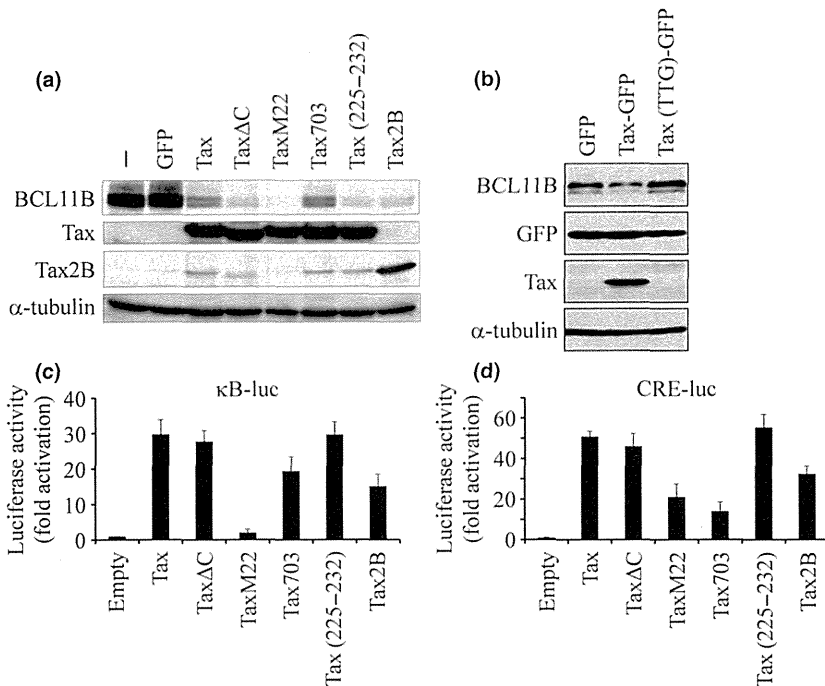 (a)
–
GFP
Tax
TaxΔC
TaxM22
Tax703
Tax (225–232)
Tax2B
BCL11B
Tax
Tax2B
α-tubulin
(b)
GFP
Tax-GFP
Tax (TTG)-GFP
BCL11B
GFP
Tax
α-tubulin
(c)
κB-luc
Luciferase activity
(fold activation)
40
30
20
10
0
Empty
Tax
TaxΔC
TaxM22
Tax703
Tax (225–232)
Tax2B
(d)
CRE-luc
Luciferase activity
(fold activation)
60
40
20
0
Empty
Tax
TaxΔC
TaxM22
Tax703
Tax (225–232)
Tax2B